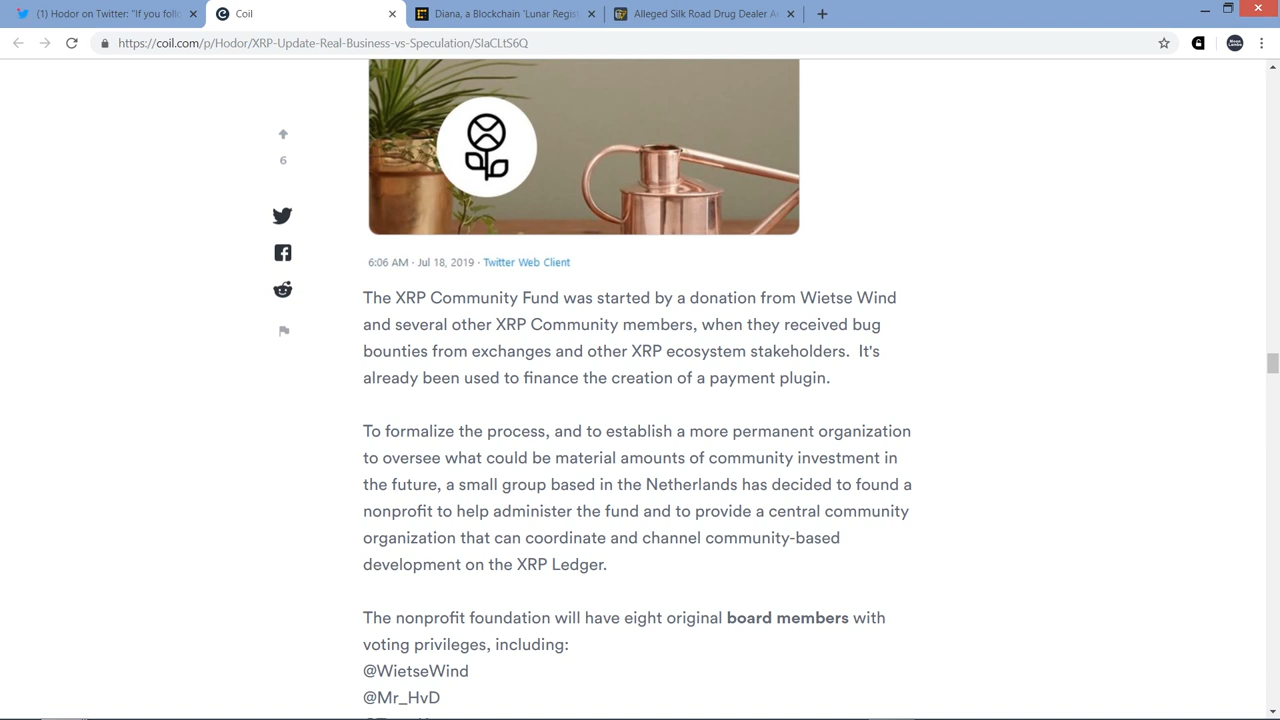 (1) Hodor on Twitter: "If you follo
Coil
Diana, a Blockchain 'Lunar Regist
Alleged Silk Road Drug Dealer A
https://coil.com/p/Hodor/XRP-Update-Real-Business-vs-Speculation/SlaCLtS6Q
6
6:06 AM · Jul 18, 2019 · Twitter Web Client
The XRP Community Fund was started by a donation from Wietse Wind
and several other XRP Community members, when they received bug
bounties from exchanges and other XRP ecosystem stakeholders. It's
already been used to finance the creation of a payment plugin.
To formalize the process, and to establish a more permanent organization
to oversee what could be material amounts of community investment in
the future, a small group based in the Netherlands has decided to found a
nonprofit to help administer the fund and to provide a central community
organization that can coordinate and channel community-based
development on the XRP Ledger.
The nonprofit foundation will have eight original board members with
voting privileges, including:
@WietseWind
@Mr_HvD